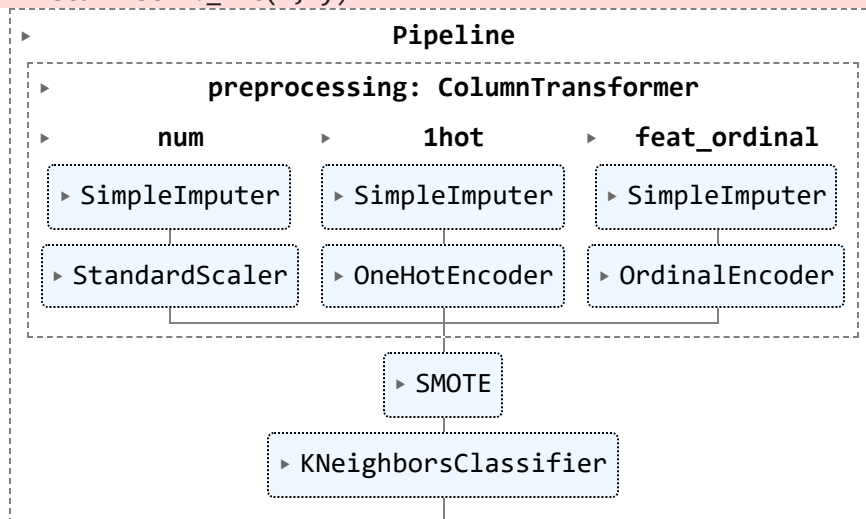 Pipeline
preprocessing: ColumnTransformer
num 1hot feat_ordinal
SimpleImputer SimpleImputer SimpleImputer
StandardScaler OneHotEncoder OrdinalEncoder
SMOTE
KNeighborsClassifier